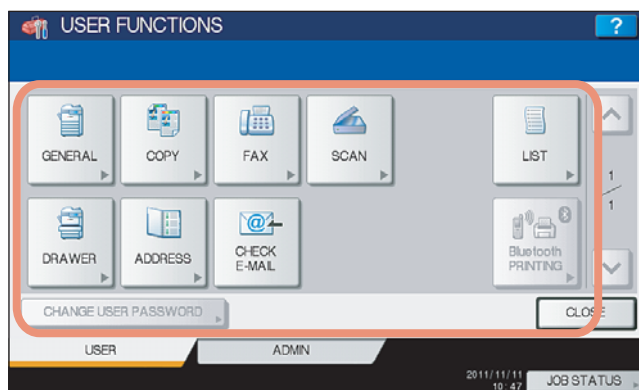 USER FUNCTIONS
?
GENERAL
COPY
FAX
SCAN
LIST
1
1
DRAWER
ADDRESS
@
CHECK
E-MAIL
Bluetooth
PRINTING
CHANGE USER PASSWORD
CLOSE
USER
ADMIN
2011/11/11
10:47
JOB STATUS